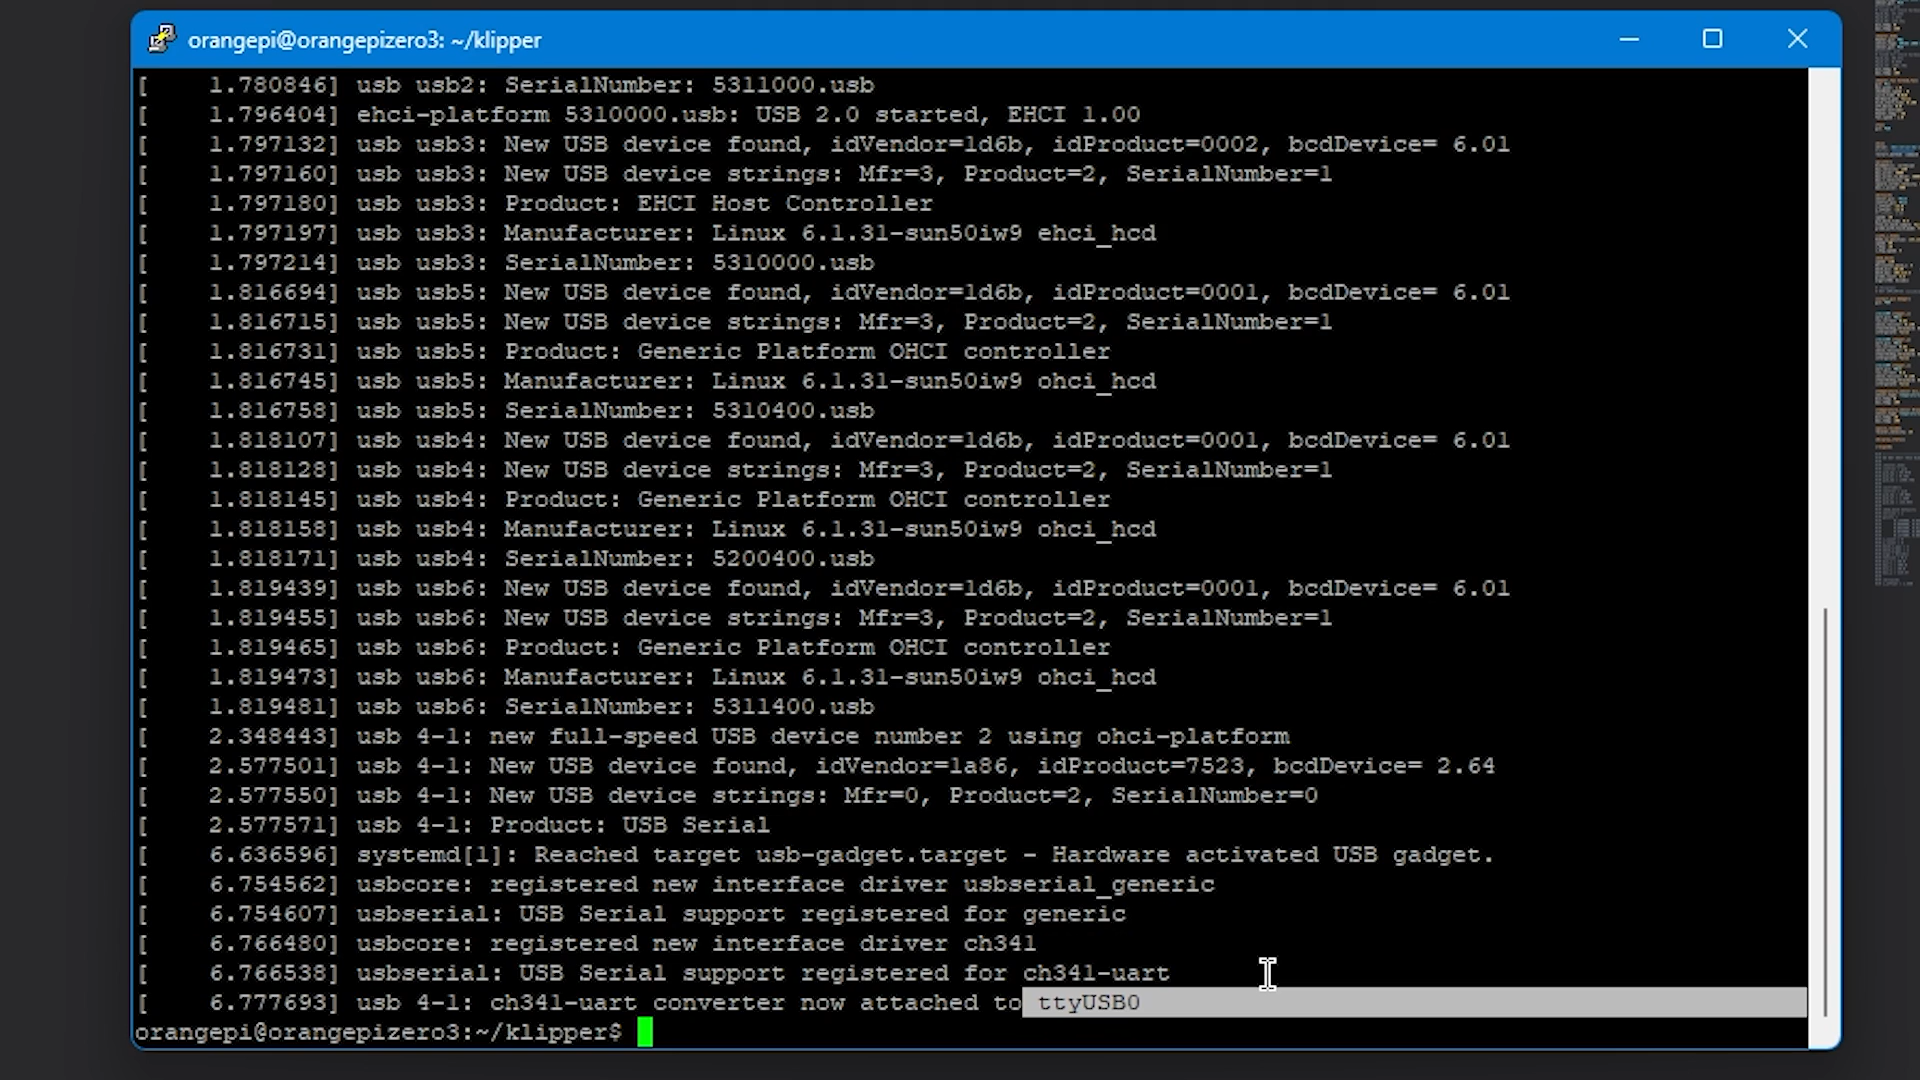 orangepi@orangepizero3: ~/klipper
[    1.780846] usb usb2: SerialNumber: 5311000.usb
[    1.796404] ehci-platform 5310000.usb: USB 2.0 started, EHCI 1.00
[    1.797132] usb usb3: New USB device found, idVendor=1d6b, idProduct=0002, bcdDevice= 6.01
[    1.797160] usb usb3: New USB device strings: Mfr=3, Product=2, SerialNumber=1
[    1.797180] usb usb3: Product: EHCI Host Controller
[    1.797197] usb usb3: Manufacturer: Linux 6.1.31-sun50iw9 ehci_hcd
[    1.797214] usb usb3: SerialNumber: 5310000.usb
[    1.816694] usb usb5: New USB device found, idVendor=1d6b, idProduct=0001, bcdDevice= 6.01
[    1.816715] usb usb5: New USB device strings: Mfr=3, Product=2, SerialNumber=1
[    1.816731] usb usb5: Product: Generic Platform OHCI controller
[    1.816745] usb usb5: Manufacturer: Linux 6.1.31-sun50iw9 ohci_hcd
[    1.816758] usb usb5: SerialNumber: 5310400.usb
[    1.818107] usb usb4: New USB device found, idVendor=1d6b, idProduct=0001, bcdDevice= 6.01
[    1.818128] usb usb4: New USB device strings: Mfr=3, Product=2, SerialNumber=1
[    1.818145] usb usb4: Product: Generic Platform OHCI controller
[    1.818158] usb usb4: Manufacturer: Linux 6.1.31-sun50iw9 ohci_hcd
[    1.818171] usb usb4: SerialNumber: 5200400.usb
[    1.819439] usb usb6: New USB device found, idVendor=1d6b, idProduct=0001, bcdDevice= 6.01
[    1.819455] usb usb6: New USB device strings: Mfr=3, Product=2, SerialNumber=1
[    1.819465] usb usb6: Product: Generic Platform OHCI controller
[    1.819473] usb usb6: Manufacturer: Linux 6.1.31-sun50iw9 ohci_hcd
[    1.819481] usb usb6: SerialNumber: 5311400.usb
[    2.348443] usb 4-1: new full-speed USB device number 2 using ohci-platform
[    2.577501] usb 4-1: New USB device found, idVendor=1a86, idProduct=7523, bcdDevice= 2.64
[    2.577550] usb 4-1: New USB device strings: Mfr=0, Product=2, SerialNumber=0
[    2.577571] usb 4-1: Product: USB Serial
[    6.636596] systemd[1]: Reached target usb-gadget.target - Hardware activated USB gadget.
[    6.754562] usbcore: registered new interface driver usbserial_generic
[    6.754607] usbserial: USB Serial support registered for generic
[    6.766480] usbcore: registered new interface driver ch341
[    6.766538] usbserial: USB Serial support registered for ch341-uart
[    6.777693] usb 4-1: ch341-uart converter now attached to ttyUSB0
orangepi@orangepizero3:~/klipper$